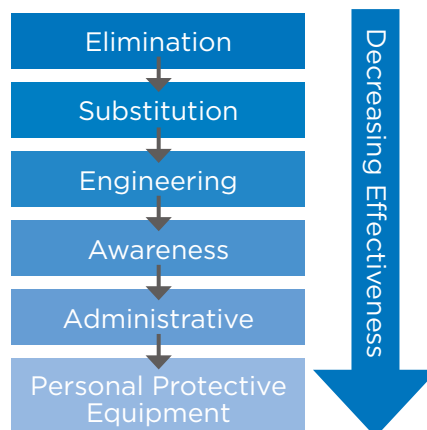 Elimination
Substitution
Engineering
Awareness
Administrative
Personal Protective
Equipment
Decreasing Effectiveness